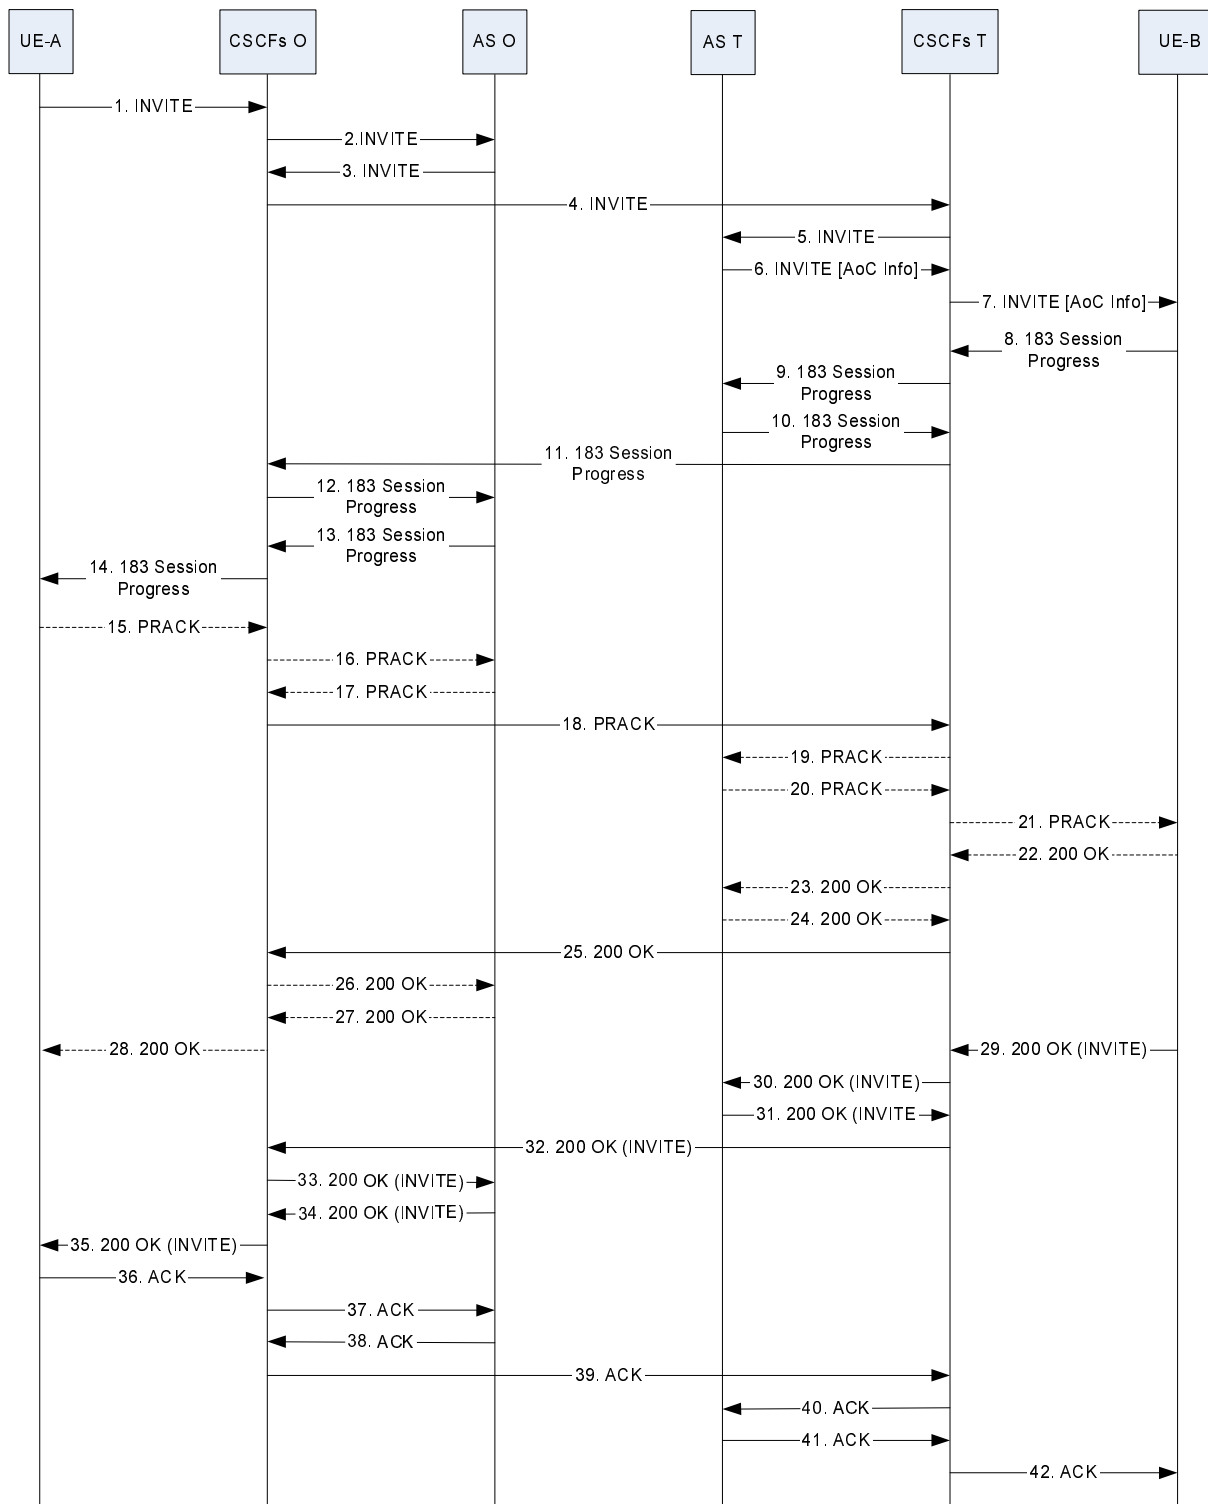 UE-A
CSCFs O
AS O
AS T
CSCFs T
UE-B
1. INVITE
2.INVITE
3. INVITE
4. INVITE
5. INVITE
6. INVITE [AoC Info]
7. INVITE [AoC Info]
8. 183 Session
Progress
9. 183 Session
Progress
10. 183 Session
Progress
11. 183 Session
Progress
12. 183 Session
Progress
13. 183 Session
Progress
14. 183 Session
Progress
15. PRACK
16. PRACK
17. PRACK
18. PRACK
19. PRACK
20. PRACK
21. PRACK
22. 200 OK
23. 200 OK
24. 200 OK
25. 200 OK
26. 200 OK
27. 200 OK
28. 200 OK
29. 200 OK (INVITE)
30. 200 OK (INVITE)
31. 200 OK (INVITE
32. 200 OK (INVITE)
33. 200 OK (INVITE)
34. 200 OK (INVITE)
35. 200 OK (INVITE)
36. ACK
37. ACK
38. ACK
39. ACK
40. ACK
41. ACK
42. ACK